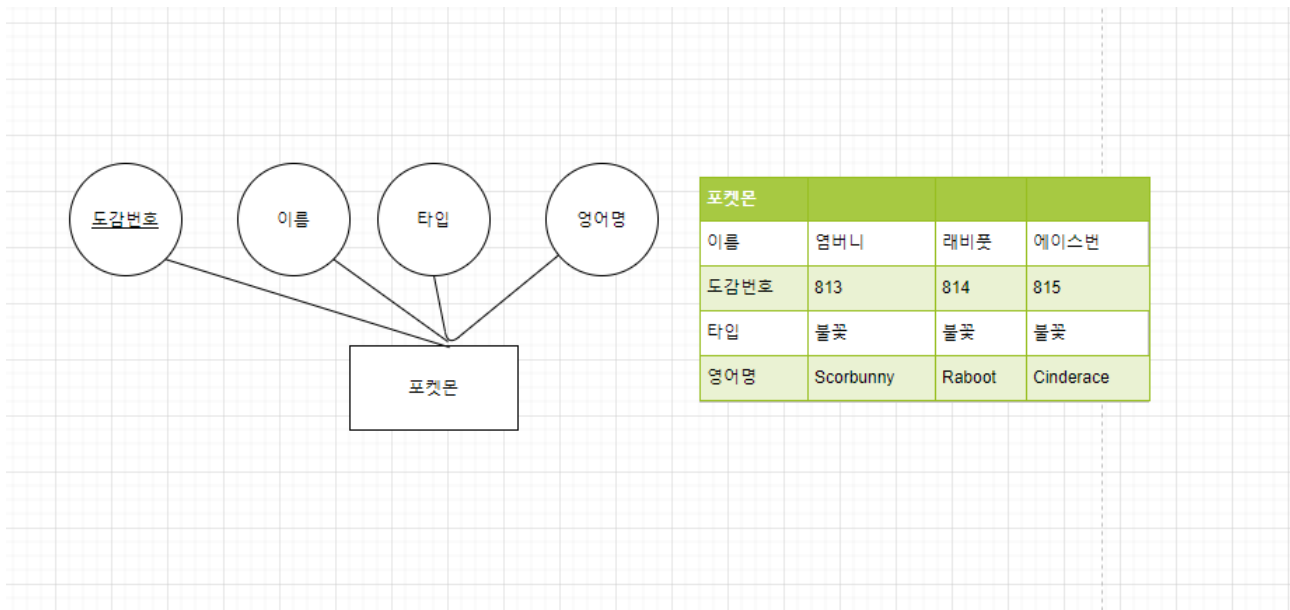 도감번호
이름
타입
엉어명
포켓몬
포켓몬
이름 염버니 래비풋 에이스번
도감번호 813 814 815
타입 불꽃 불꽃 불꽃
영어명 Scorbunny Raboot Cinderace